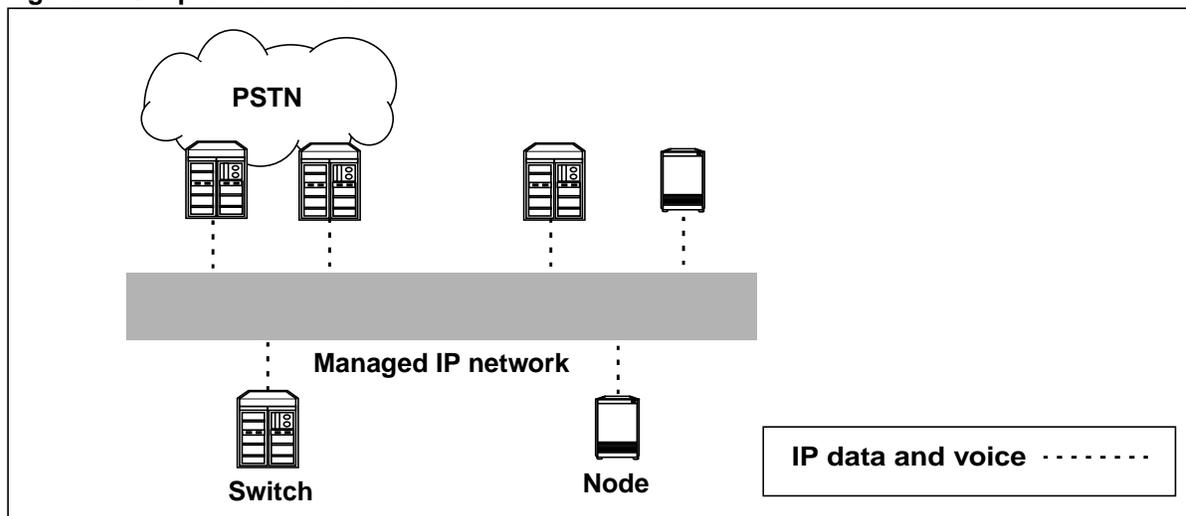 PSTN
Managed IP network
IP data and voice
Switch
Node